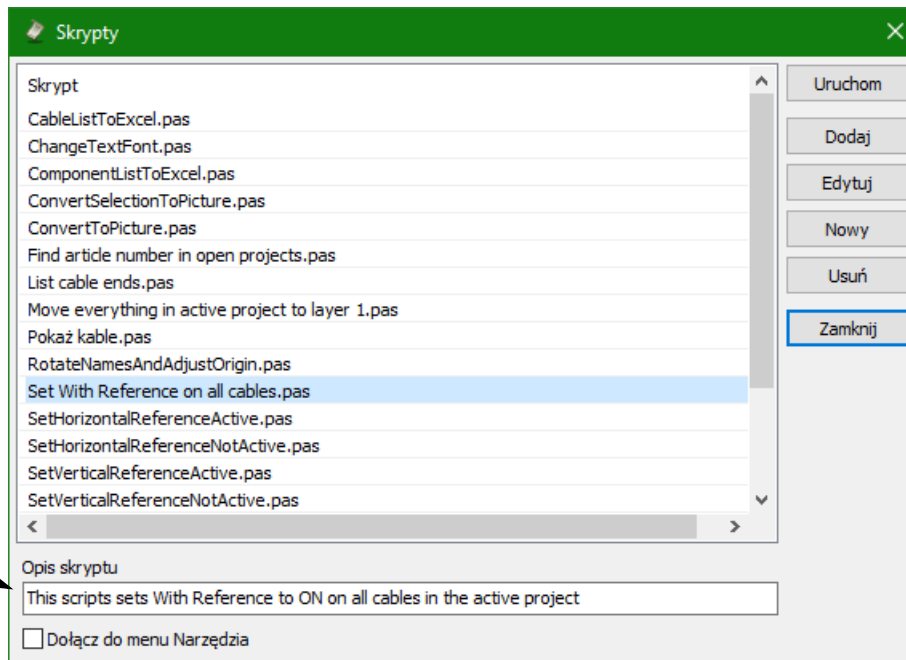 Skrypty
Skrypt
CableListToExcel.pas
ChangeTextFont.pas
ComponentListToExcel.pas
ConvertSelectionToPicture.pas
ConvertToPicture.pas
Find article number in open projects.pas
List cable ends.pas
Move everything in active project to layer 1.pas
Pokaż kable.pas
RotateNamesAndAdjustOrigin.pas
Set With Reference on all cables.pas
SetHorizontalReferenceActive.pas
SetHorizontalReferenceNotActive.pas
SetVerticalReferenceActive.pas
SetVerticalReferenceNotActive.pas
Uruchom
Dodaj
Edytuj
Nowy
Usuń
Zamknij
Opis skryptu
This scripts sets With Reference to ON on all cables in the active project
Dołącz do menu Narzędzia